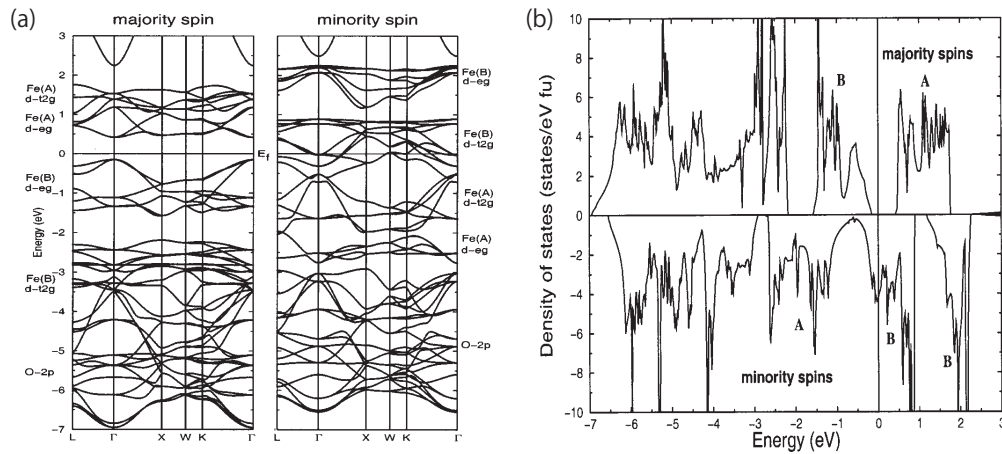 (a)
majority spin
minority spin
3
2
1
0
−1
−2
−3
−4
−5
−6
−7
Energy (eV)
Fe(A)
d−t2g
Fe(A)
d−eg
Fe(B)
d−eg
Fe(B)
d−t2g
O−2p
E_f
Fe(B)
d−eg
Fe(B)
d−t2g
Fe(A)
d−t2g
Fe(A)
d−eg
O−2p
L Γ X W K Γ
L Γ X W K Γ
(b)
Density of states (states/eV fu)
10
8
6
4
2
0
−2
−4
−6
−8
−10
majority spins
B
A
A
B
B
minority spins
−7 −6 −5 −4 −3 −2 −1 0 1 2 3
Energy (eV)